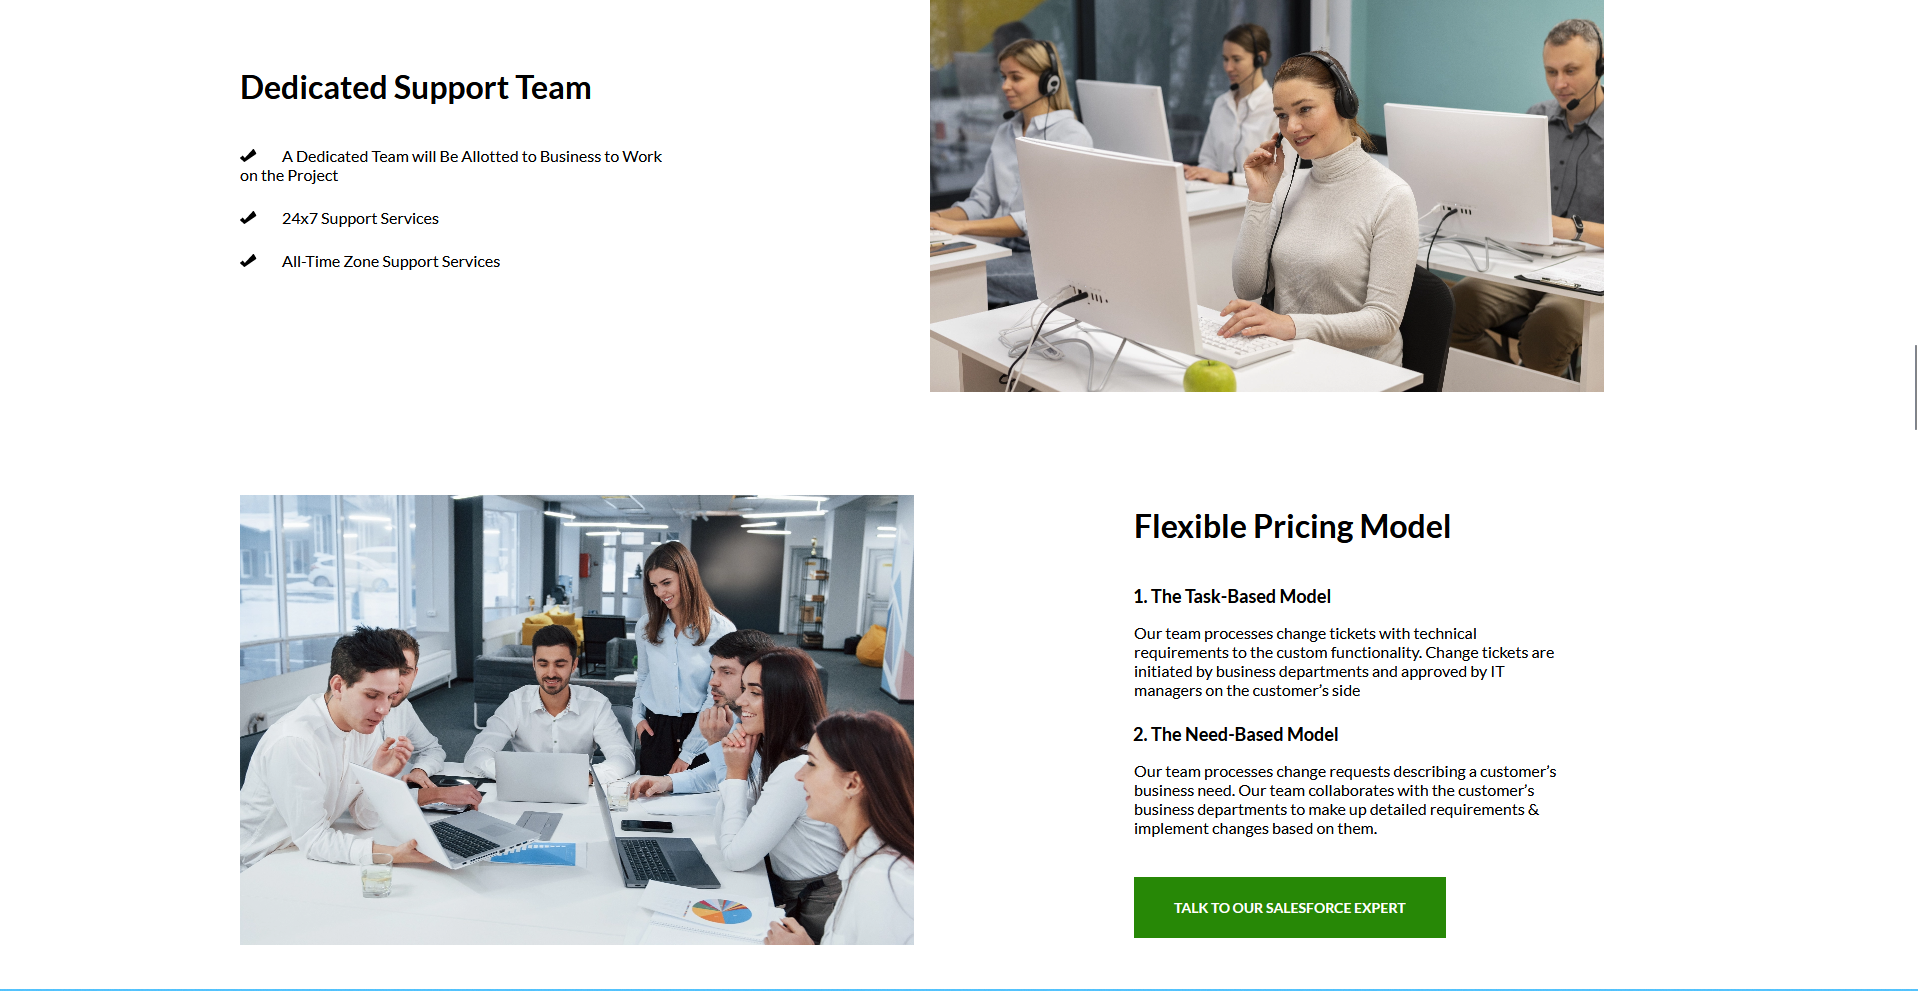 Dedicated Support Team
A Dedicated Team will Be Allotted to Business to Work
on the Project
24x7 Support Services
All-Time Zone Support Services
Flexible Pricing Model
1. The Task-Based Model
Our team processes change tickets with technical
requirements to the custom functionality. Change tickets are
initiated by business departments and approved by IT
managers on the customer’s side
2. The Need-Based Model
Our team processes change requests describing a customer’s
business need. Our team collaborates with the customer’s
business departments to make up detailed requirements &
implement changes based on them.
TALK TO OUR SALESFORCE EXPERT